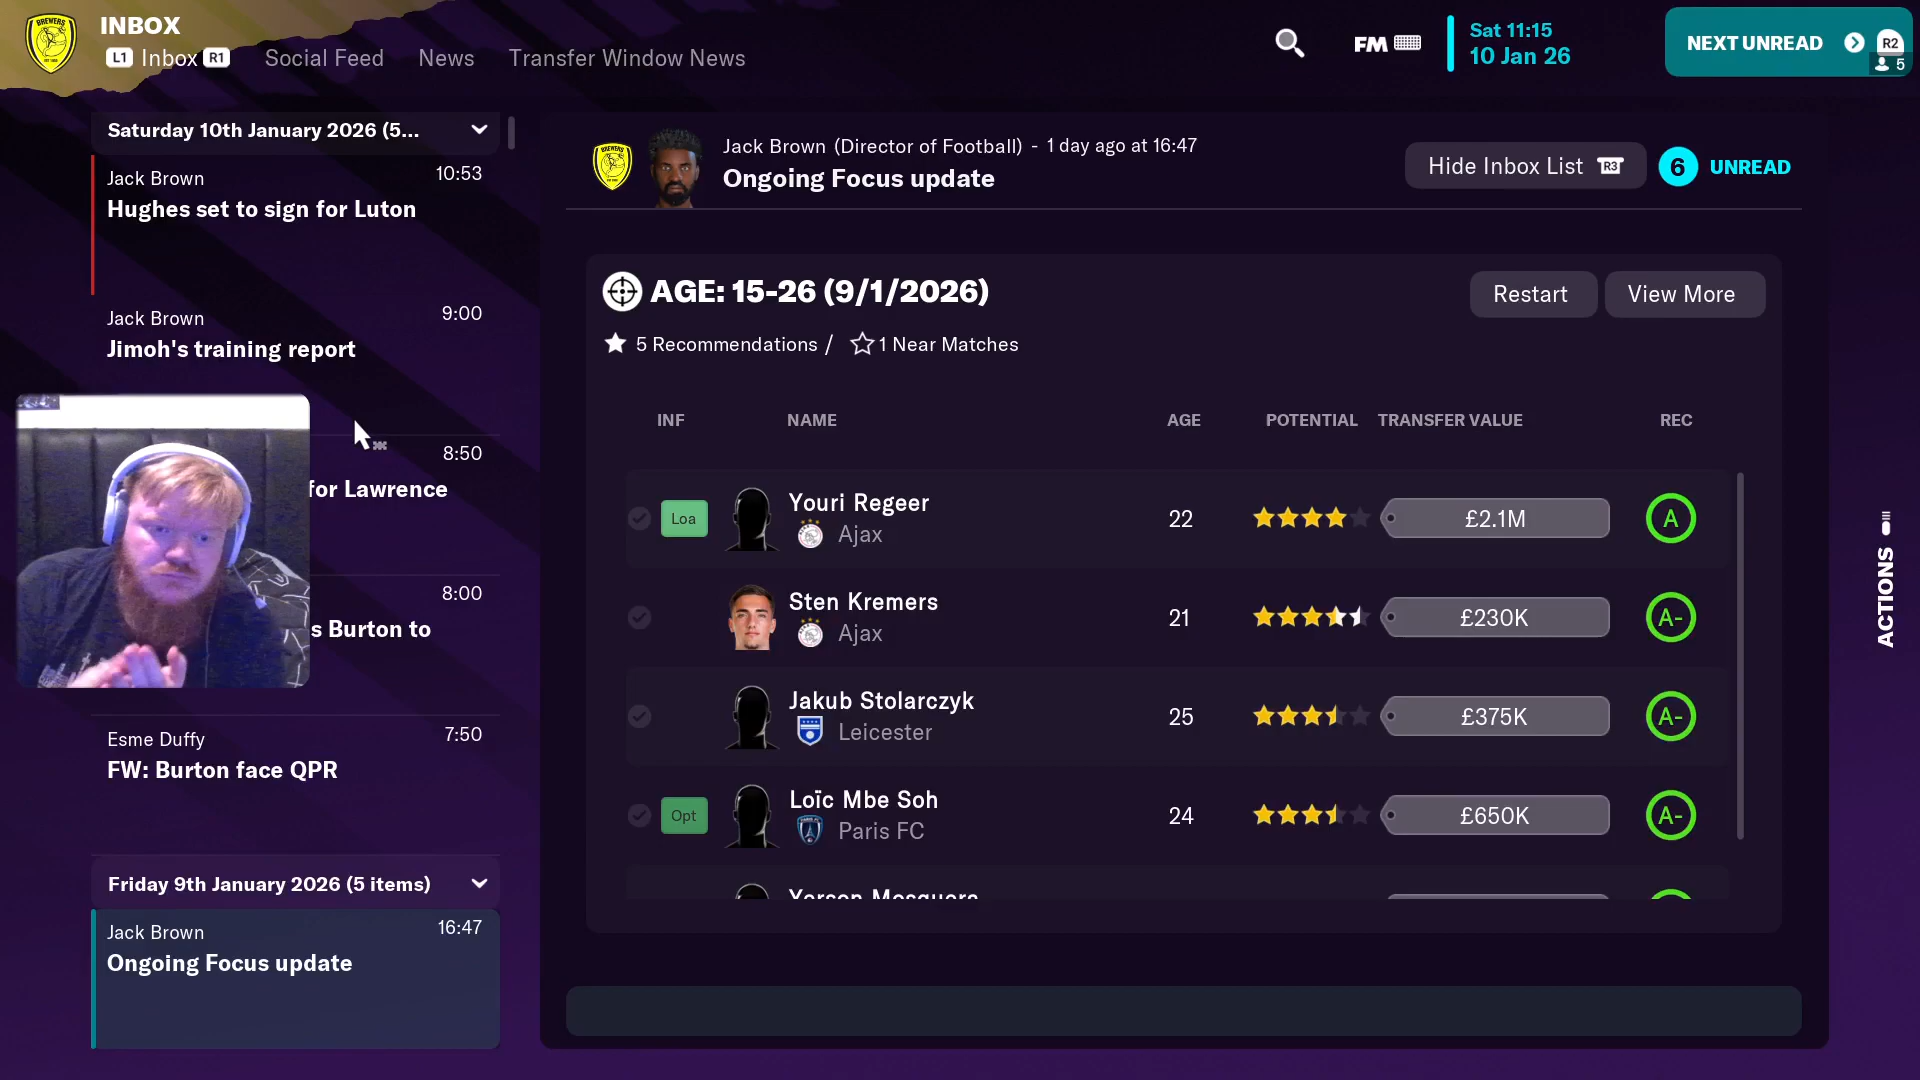 BREWERS
INBOX
L1 Inbox R1
Social Feed
News
Transfer Window News
FM
Sat 11:15
10 Jan 26
NEXT UNREAD
R2
5
Saturday 10th January 2026 (5...
Jack Brown
10:53
Hughes set to sign for Luton
Jack Brown
9:00
Jimoh's training report
8:50
for Lawrence
8:00
s Burton to
Esme Duffy
7:50
FW: Burton face QPR
Friday 9th January 2026 (5 items)
Jack Brown
16:47
Ongoing Focus update
BREWERS
Jack Brown (Director of Football) - 1 day ago at 16:47
Ongoing Focus update
Hide Inbox List R3
6 UNREAD
AGE: 15-26 (9/1/2026)
Restart
View More
5 Recommendations / 1 Near Matches
INF NAME AGE POTENTIAL TRANSFER VALUE REC
Loa Youri Regeer 22 £2.1M A
Ajax
Sten Kremers 21 £230K A-
Ajax
Jakub Stolarczyk 25 £375K A-
Leicester
Opt Loïc Mbe Soh 24 £650K A-
Paris FC
Yerson Mosquera
ACTIONS